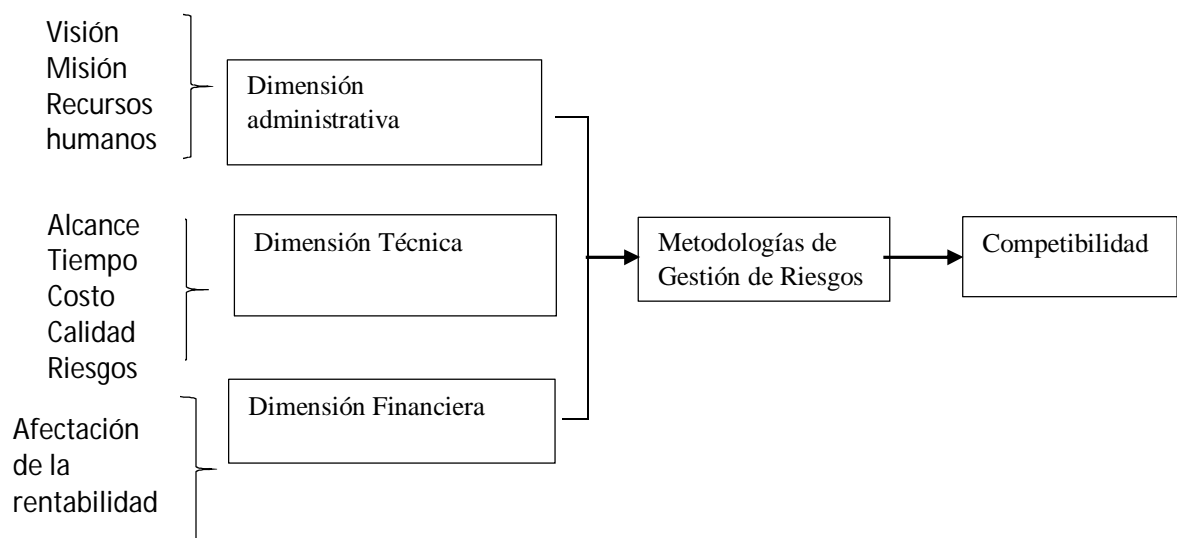 Visión
Misión
Recursos
humanos
Dimensión
administrativa
Alcance
Tiempo
Costo
Calidad
Riesgos
Dimensión Técnica
Afectación
de la
rentabilidad
Dimensión Financiera
Metodologías de
Gestión de Riesgos
Competibilidad